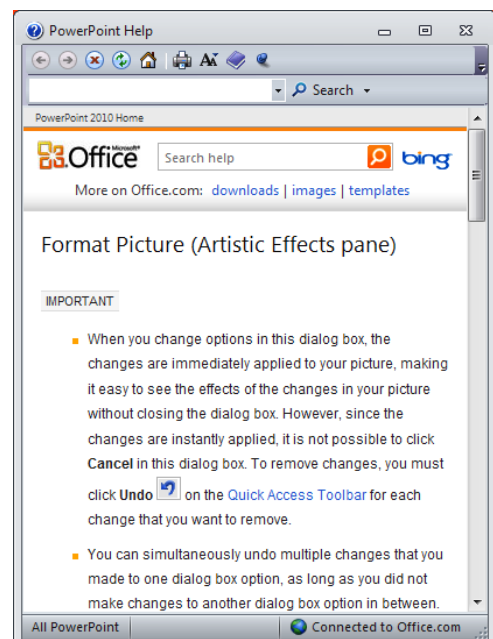 PowerPoint Help
Search
PowerPoint 2010 Home
Microsoft®
Office
Search help
bing
More on Office.com: downloads | images | templates
Format Picture (Artistic Effects pane)
IMPORTANT
When you change options in this dialog box, the
changes are immediately applied to your picture, making
it easy to see the effects of the changes in your picture
without closing the dialog box. However, since the
changes are instantly applied, it is not possible to click
Cancel in this dialog box. To remove changes, you must
click Undo on the Quick Access Toolbar for each
change that you want to remove.
You can simultaneously undo multiple changes that you
made to one dialog box option, as long as you did not
make changes to another dialog box option in between.
All PowerPoint
Connected to Office.com